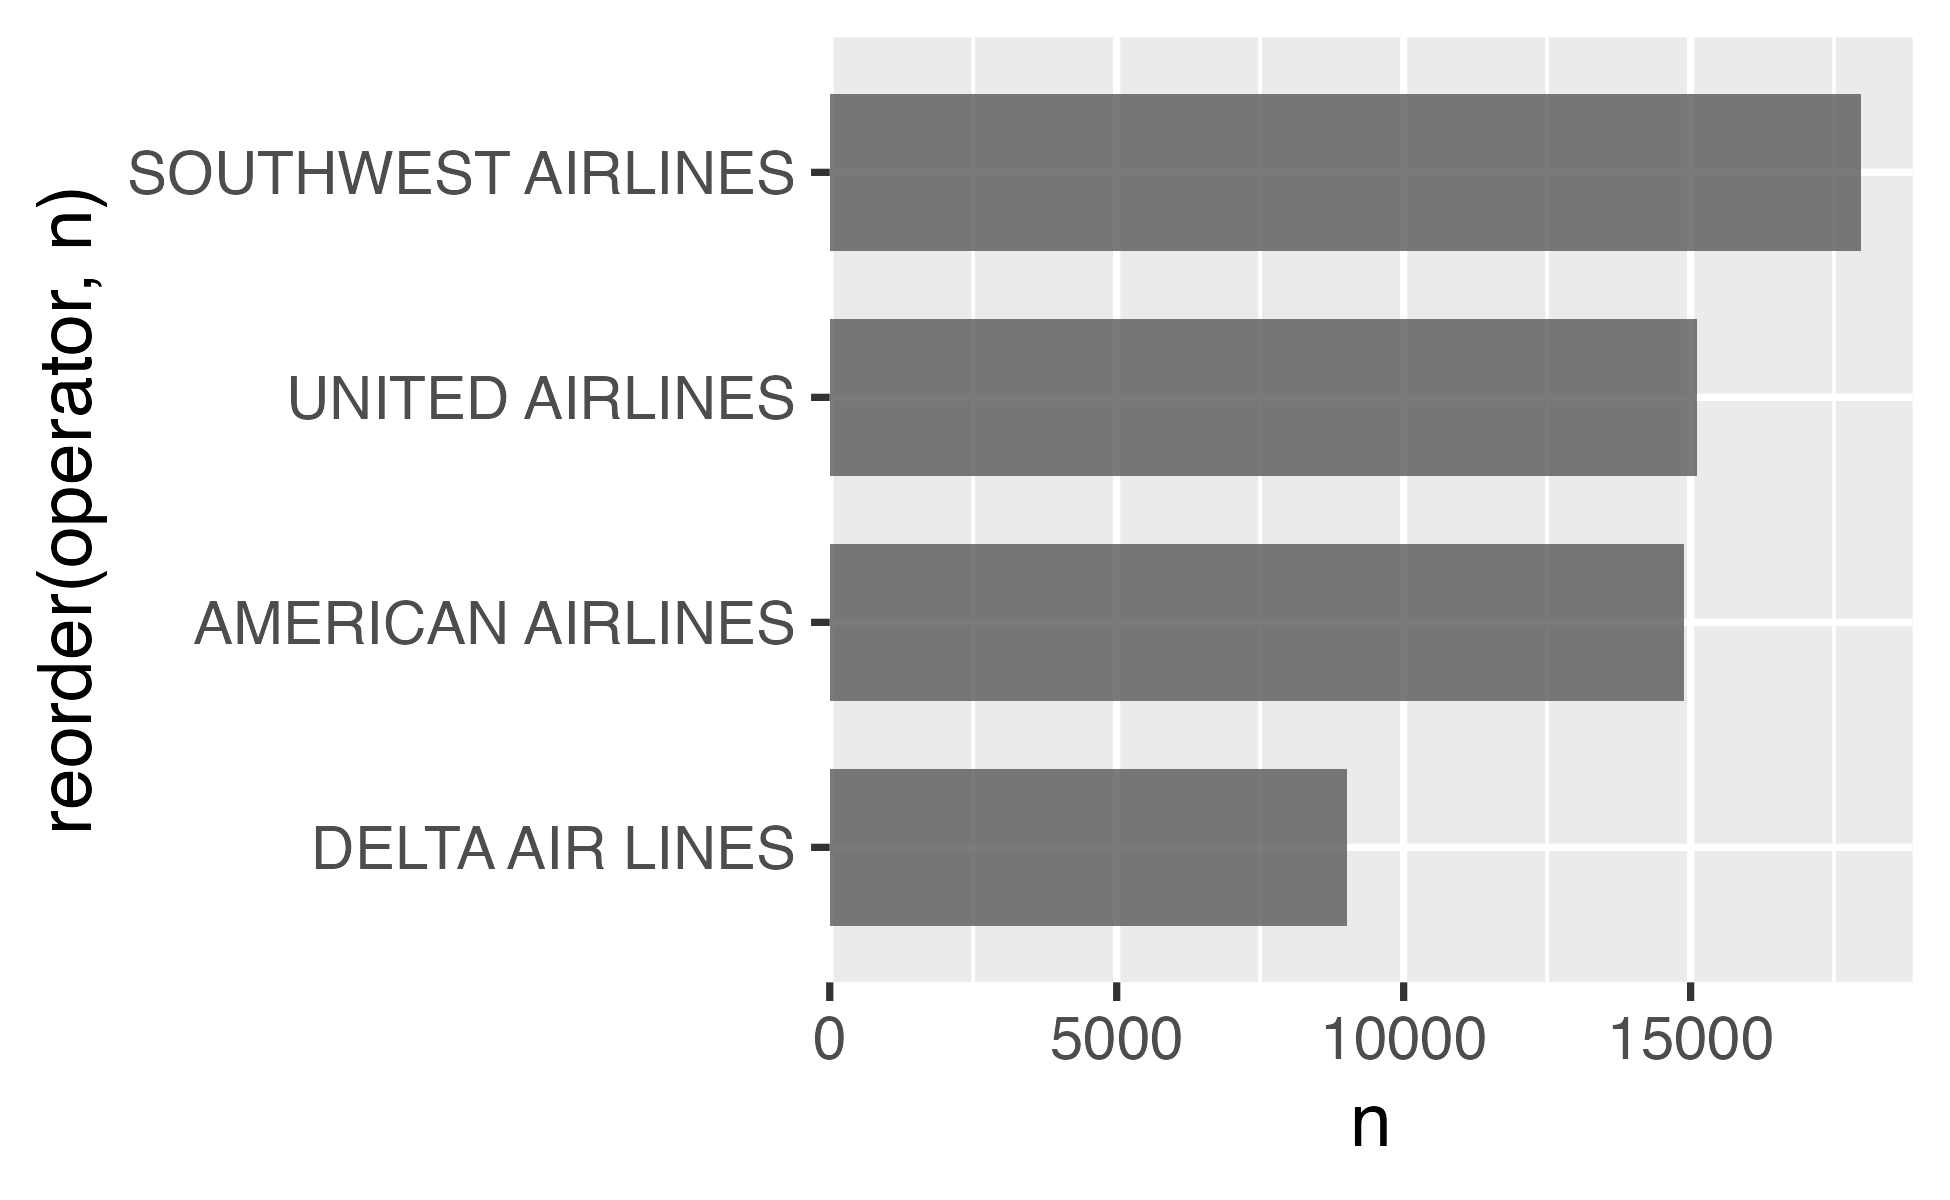 reorder(operator, n)
SOUTHWEST AIRLINES
UNITED AIRLINES
AMERICAN AIRLINES
DELTA AIR LINES
0 5000 10000 15000
n